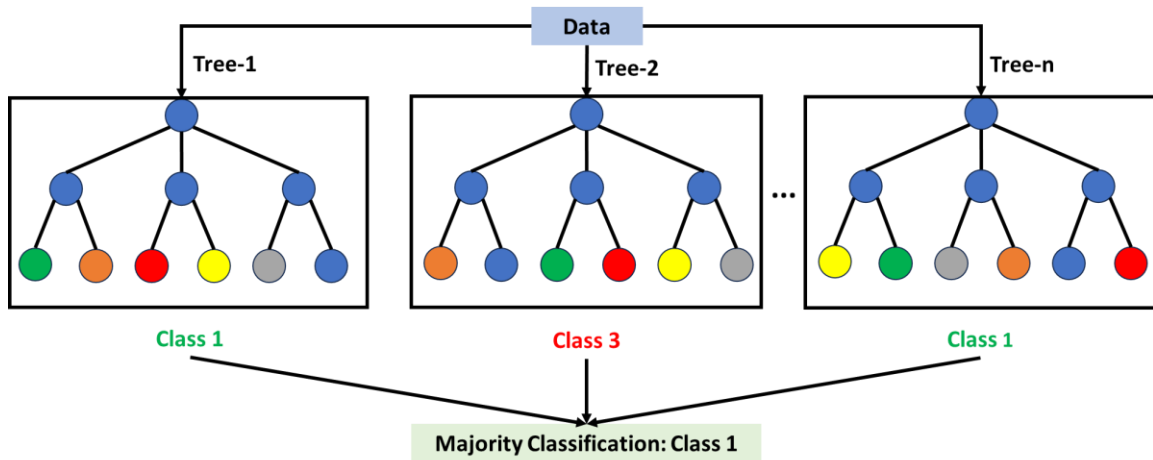 Data
Tree-1
Tree-2
Tree-n
...
Class 1
Class 3
Class 1
Majority Classification: Class 1